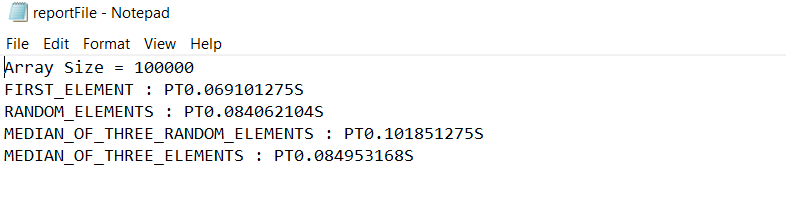 reportFile - Notepad
File Edit Format View Help
Array Size = 100000
FIRST_ELEMENT : PT0.069101275S
RANDOM_ELEMENTS : PT0.084062104S
MEDIAN_OF_THREE_RANDOM_ELEMENTS : PT0.101851275S
MEDIAN_OF_THREE_ELEMENTS : PT0.084953168S